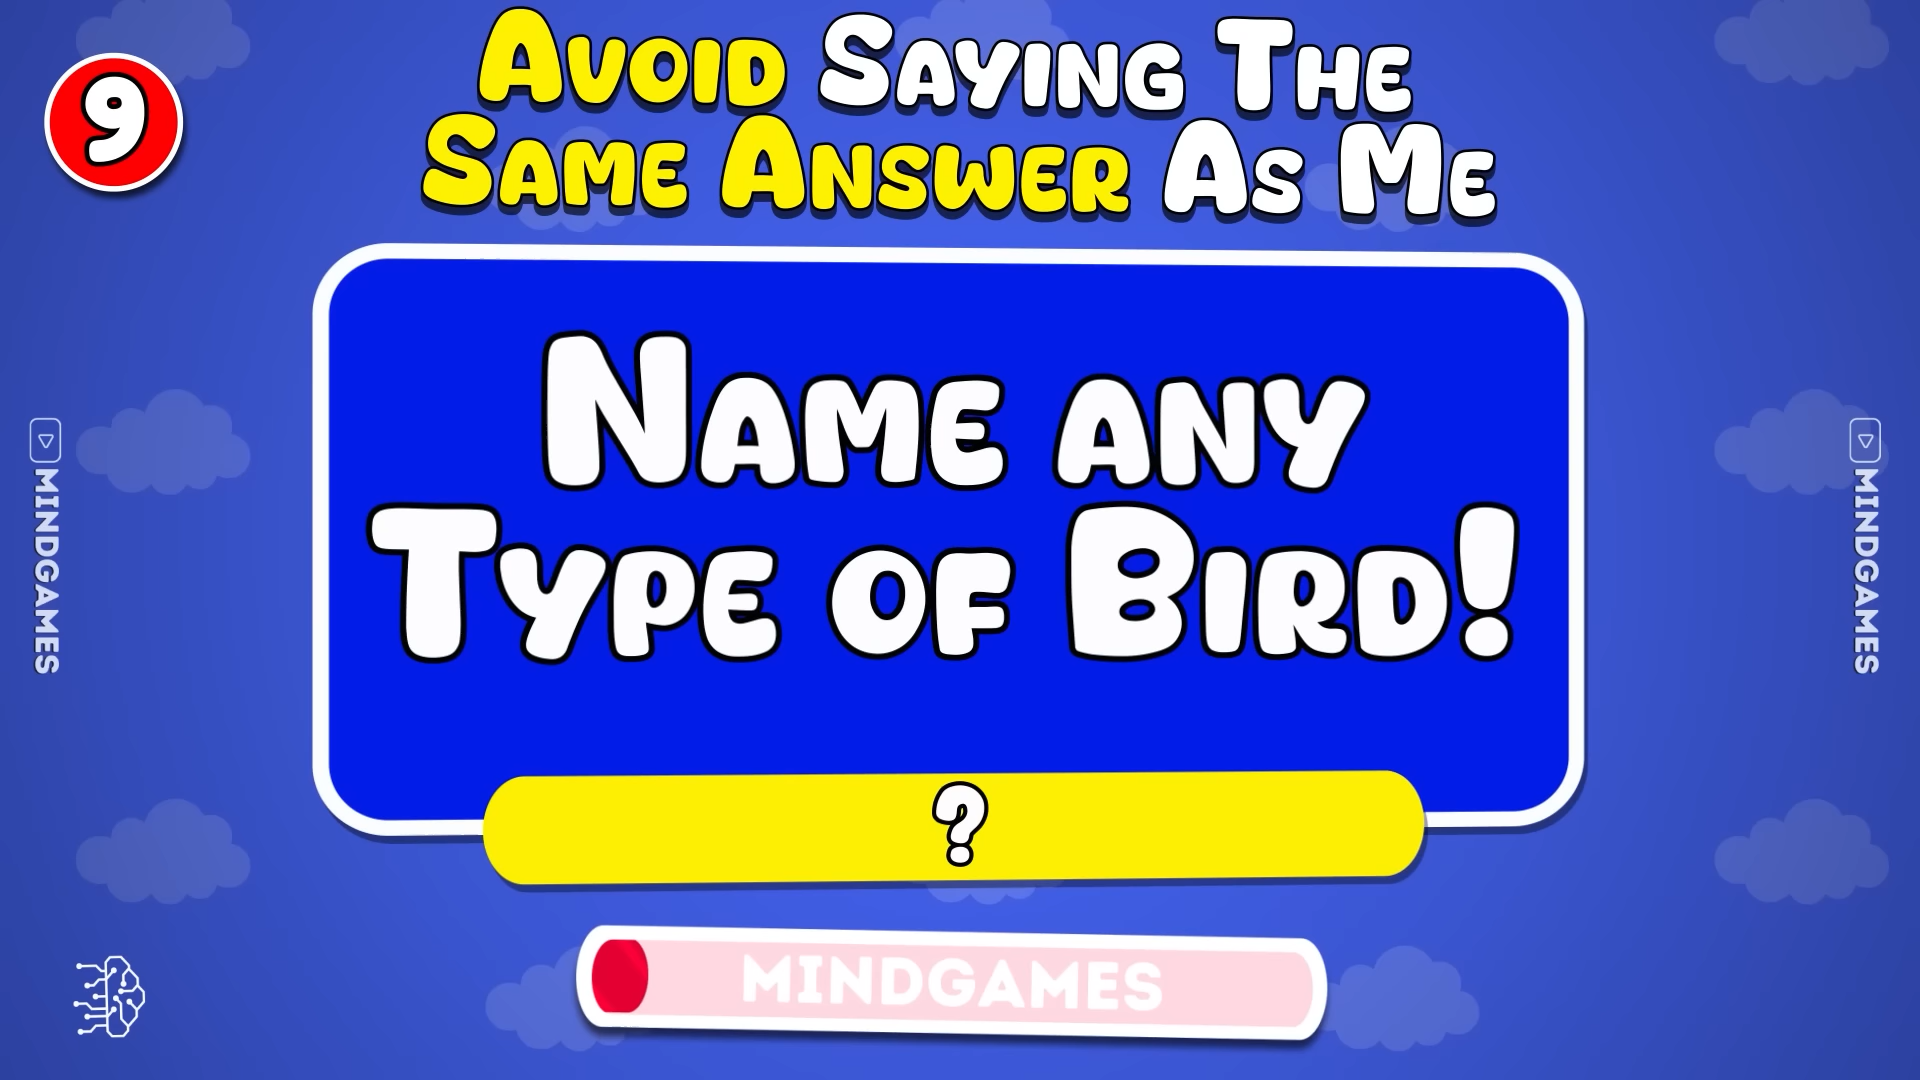 9
AVOID SAYING THE
SAME ANSWER AS ME
NAME ANY
TYPE OF BIRD!
?
MINDGAMES
MINDGAMES
MINDGAMES